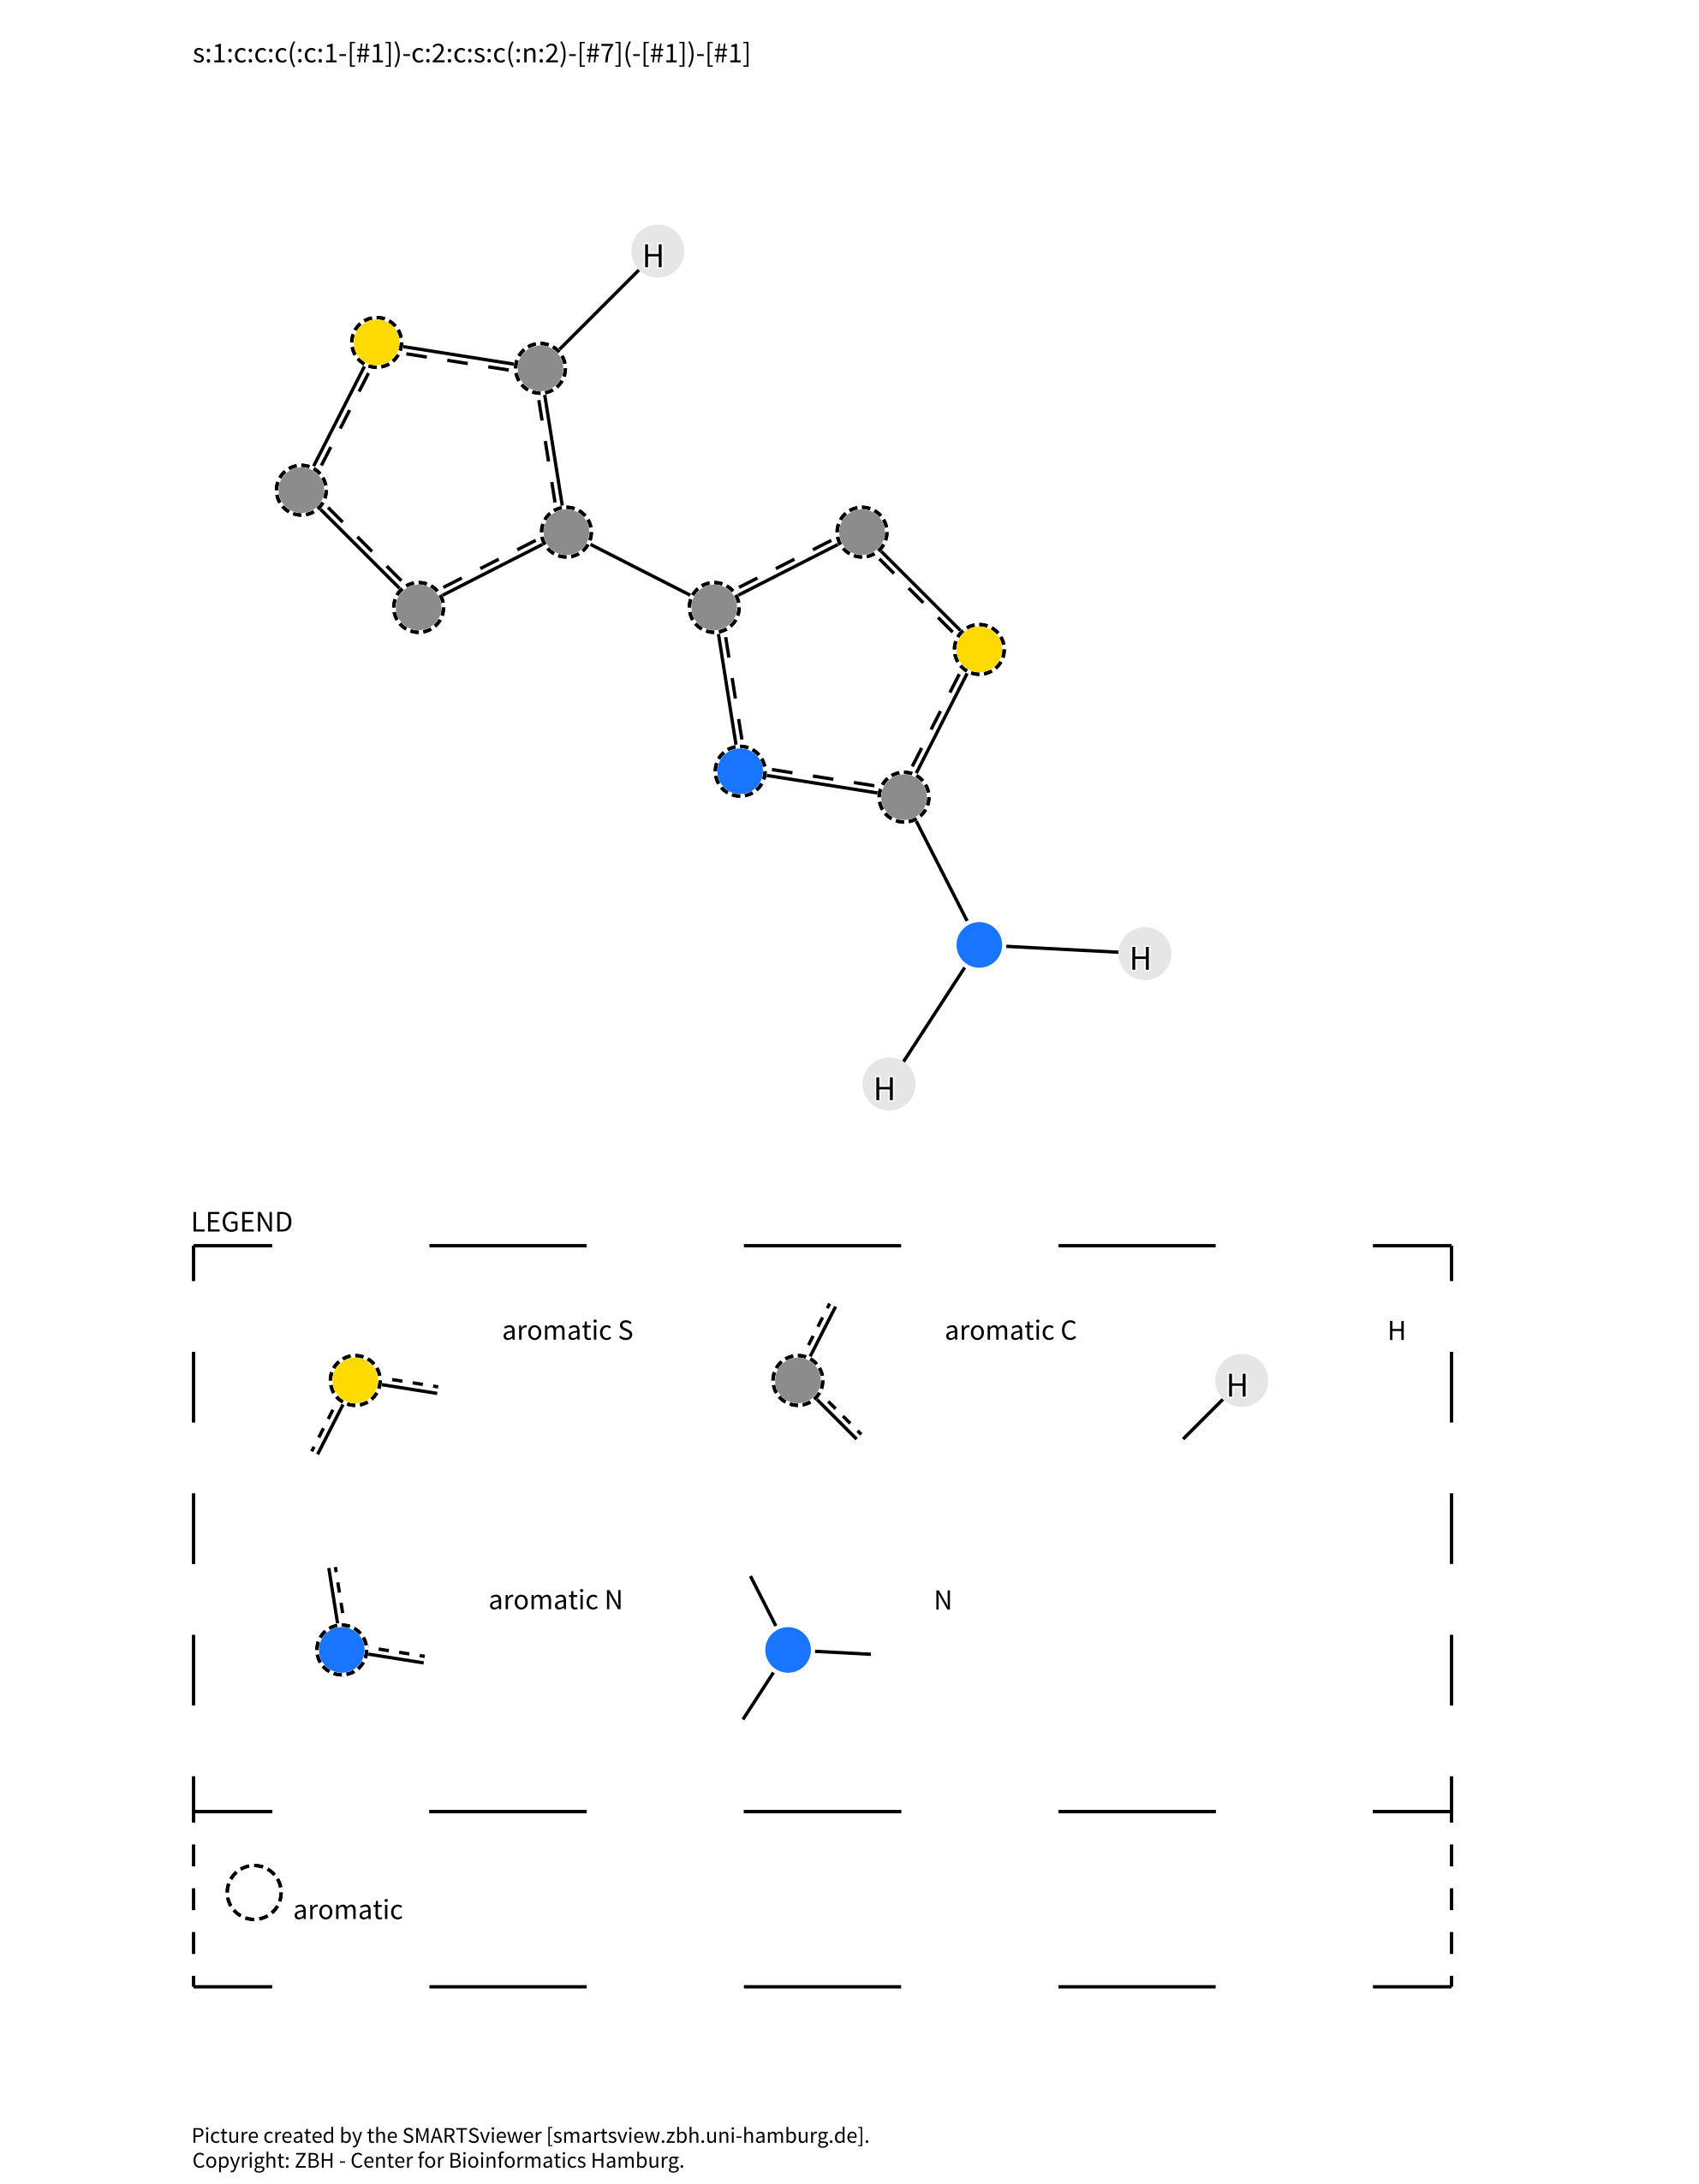 s:1:c:c:c(:c:1-[#1])-c:2:c:s:c(:n:2)-[#7](-[#1])-[#1]
H
H
H
LEGEND
aromatic S
aromatic C
H
H
aromatic N
N
aromatic
Picture created by the SMARTSviewer [smartsview.zbh.uni-hamburg.de].
Copyright: ZBH - Center for Bioinformatics Hamburg.